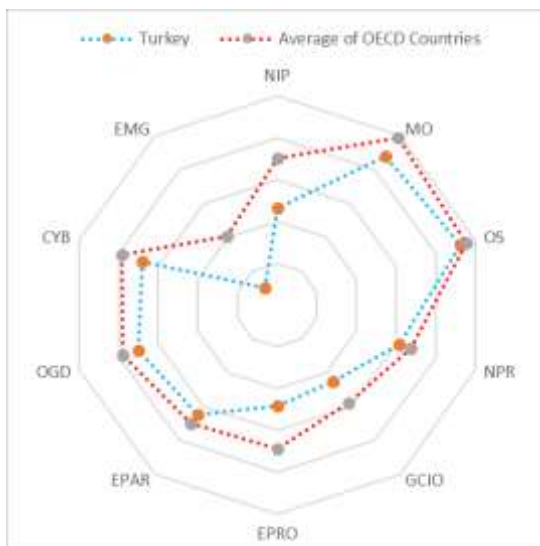 Turkey
Average of OECD Countries
NIP
MO
OS
NPR
GCIO
EPRO
EPAR
OGD
CYB
EMG